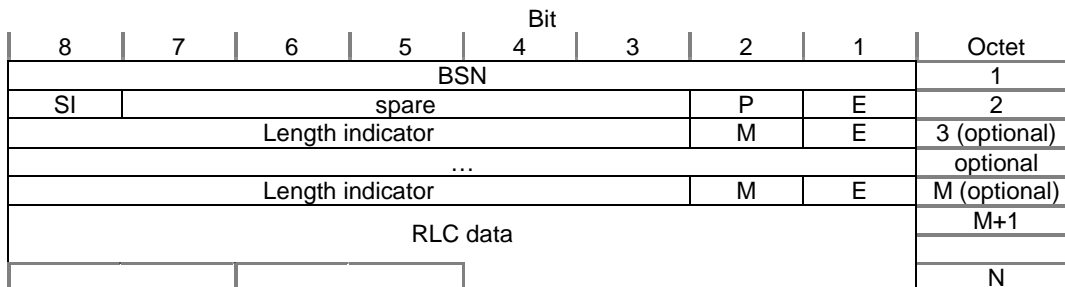 Bit
8 7 6 5 4 3 2 1 Octet
BSN 1
SI spare P E 2
Length indicator M E 3 (optional)
… optional
Length indicator M E M (optional)
RLC data M+1
N